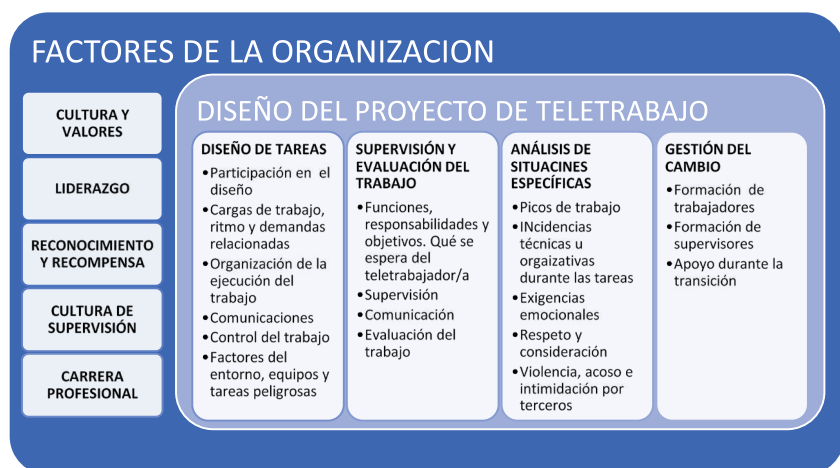 FACTORES DE LA ORGANIZACION
CULTURA Y
VALORES
LIDERAZGO
RECONOCIMIENTO
Y RECOMPENSA
CULTURA DE
SUPERVISIÓN
CARRERA
PROFESIONAL
DISEÑO DEL PROYECTO DE TELETRABAJO
DISEÑO DE TAREAS
•Participación en el
diseño
•Cargas de trabajo,
ritmo y demandas
relacionadas
•Organización de la
ejecución del
trabajo
•Comunicaciones
•Control del trabajo
•Factores del
entorno, equipos y
tareas peligrosas
SUPERVISIÓN Y
EVALUACIÓN DEL
TRABAJO
•Funciones,
responsabilidades y
objetivos. Qué se
espera del
teletrabajador/a
•Supervisión
•Comunicación
•Evaluación del
trabajo
ANÁLISIS DE
SITUACINES
ESPECÍFICAS
•Picos de trabajo
•INcidencias
técnicas u
orgaizativas
durante las tareas
•Exigencias
emocionales
•Respeto y
consideración
•Violencia, acoso e
intimidación por
terceros
GESTIÓN DEL
CAMBIO
•Formación de
trabajadores
•Formación de
supervisores
•Apoyo durante la
transición